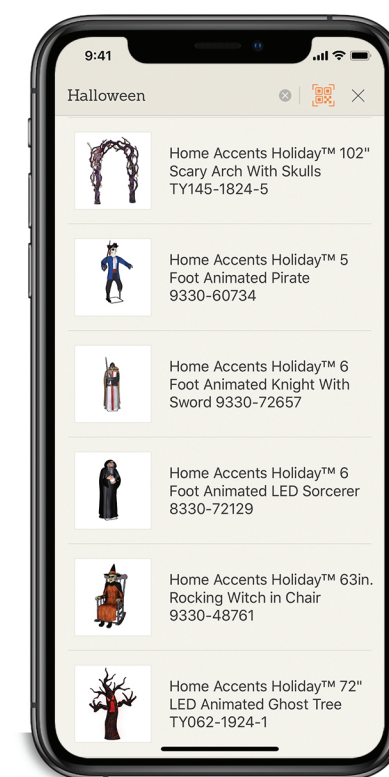 9:41
Halloween
Home Accents Holiday™ 102"
Scary Arch With Skulls
TY145-1824-5
Home Accents Holiday™ 5
Foot Animated Pirate
9330-60734
Home Accents Holiday™ 6
Foot Animated Knight With
Sword 9330-72657
Home Accents Holiday™ 6
Foot Animated LED Sorcerer
8330-72129
Home Accents Holiday™ 63in.
Rocking Witch in Chair
9330-48761
Home Accents Holiday™ 72"
LED Animated Ghost Tree
TY062-1924-1